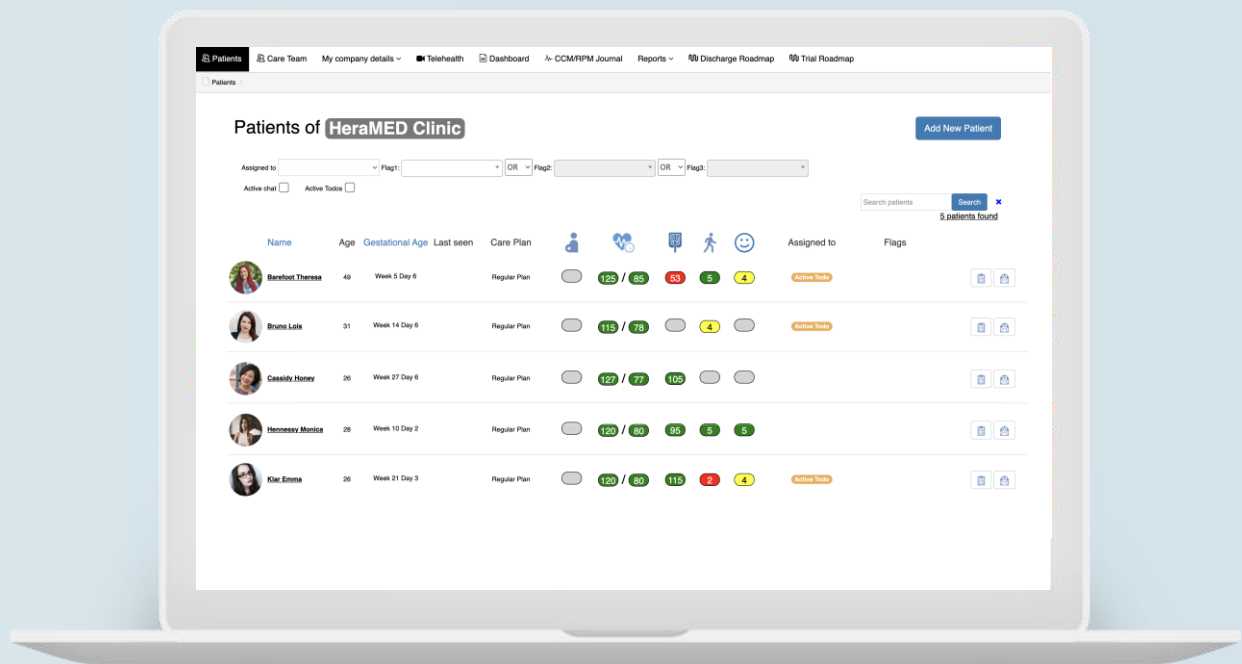 Patients Care Team My company details Telehealth Dashboard CCM/RPM Journal Reports Discharge Roadmap Trial Roadmap
Patients /
Patients of HeraMED Clinic
Add New Patient
Assigned to Flag1: OR Flag2: OR Flag3:
Active chat Active Todos
Search patients Search
5 patients found
Name Age Gestational Age Last seen Care Plan Assigned to Flags
Barefoot Theresa 49 Week 5 Day 6 Regular Plan 125 / 85 53 5 4 Active Todo
Bruno Lois 31 Week 14 Day 6 Regular Plan 115 / 78 4 Active Todo
Cassidy Honey 26 Week 27 Day 6 Regular Plan 127 / 77 105
Hennessy Monica 28 Week 10 Day 2 Regular Plan 120 / 80 95 5 5
Klar Emma 26 Week 21 Day 3 Regular Plan 120 / 80 115 2 4 Active Todo